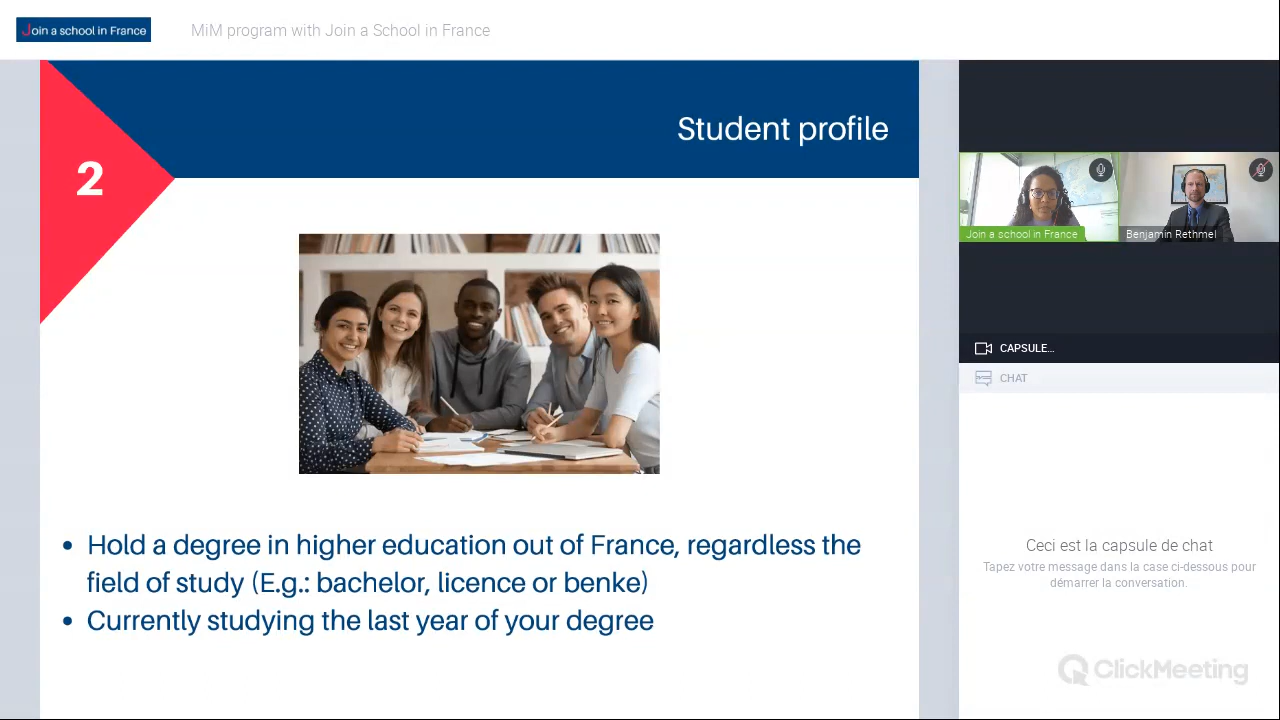 Join a school in France
MiM program with Join a School in France
Student profile
2
Hold a degree in higher education out of France, regardless the
field of study (E.g.: bachelor, licence or benke)
Currently studying the last year of your degree
Join a school in France
Benjamin Rethmel
CAPSULE...
CHAT
Ceci est la capsule de chat
Tapez votre message dans la case ci-dessous pour
démarrer la conversation.
ClickMeeting